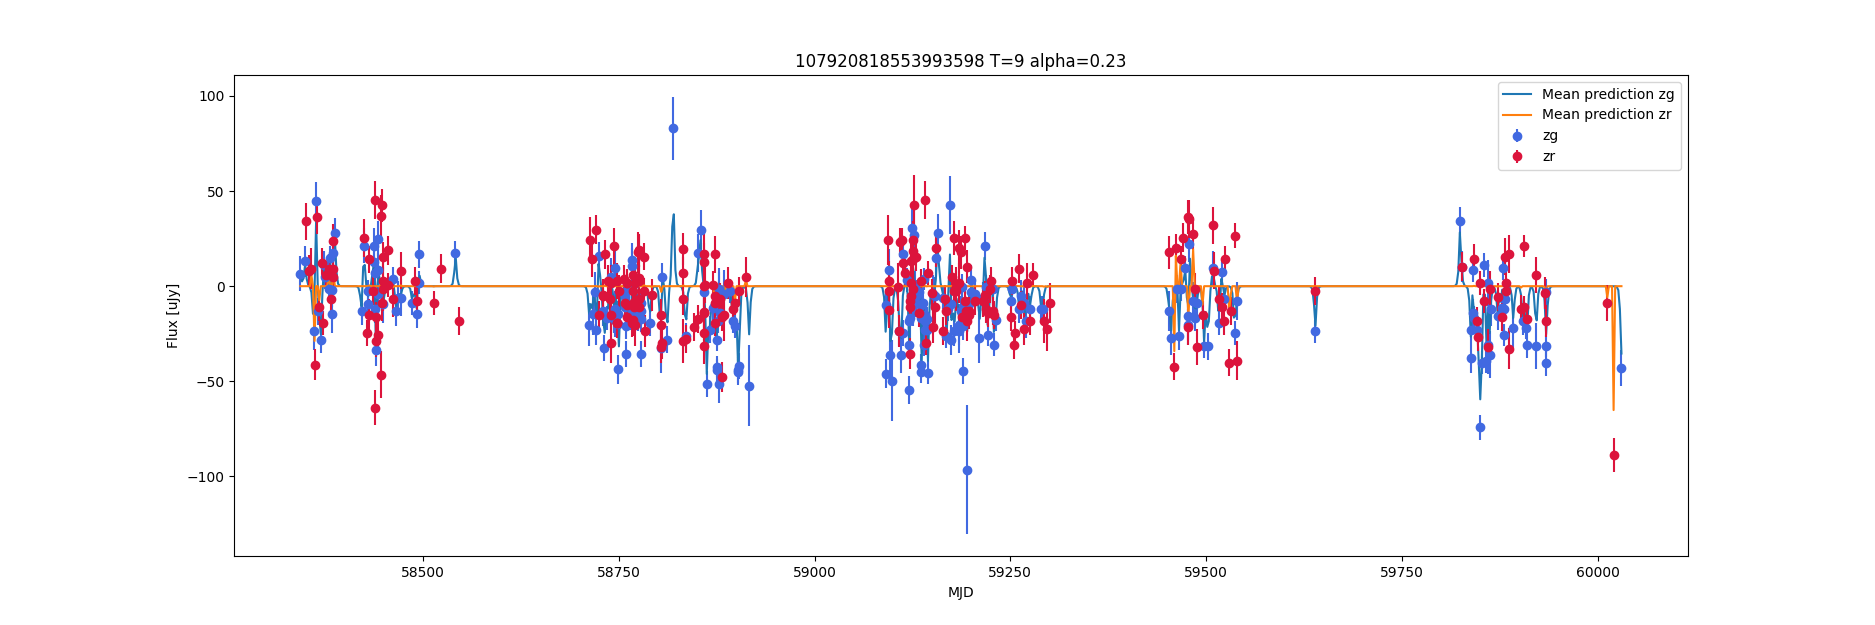 107920818553993598 T=9 alpha=0.23
Mean prediction zg
Mean prediction zr
zg
zr
Flux [uJy]
100
50
0
−50
−100
58500
58750
59000
59250
59500
59750
60000
MJD